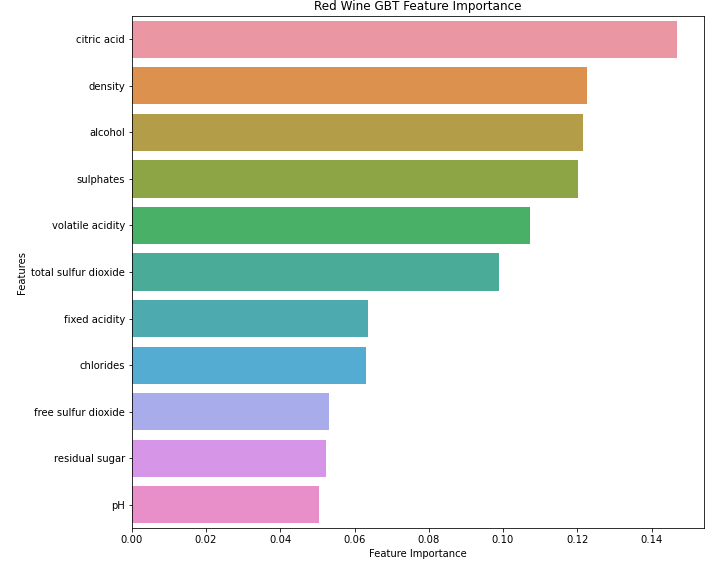 Red Wine GBT Feature Importance
citric acid
density
alcohol
sulphates
volatile acidity
total sulfur dioxide
fixed acidity
chlorides
free sulfur dioxide
residual sugar
pH
Features
0.00 0.02 0.04 0.06 0.08 0.10 0.12 0.14
Feature Importance